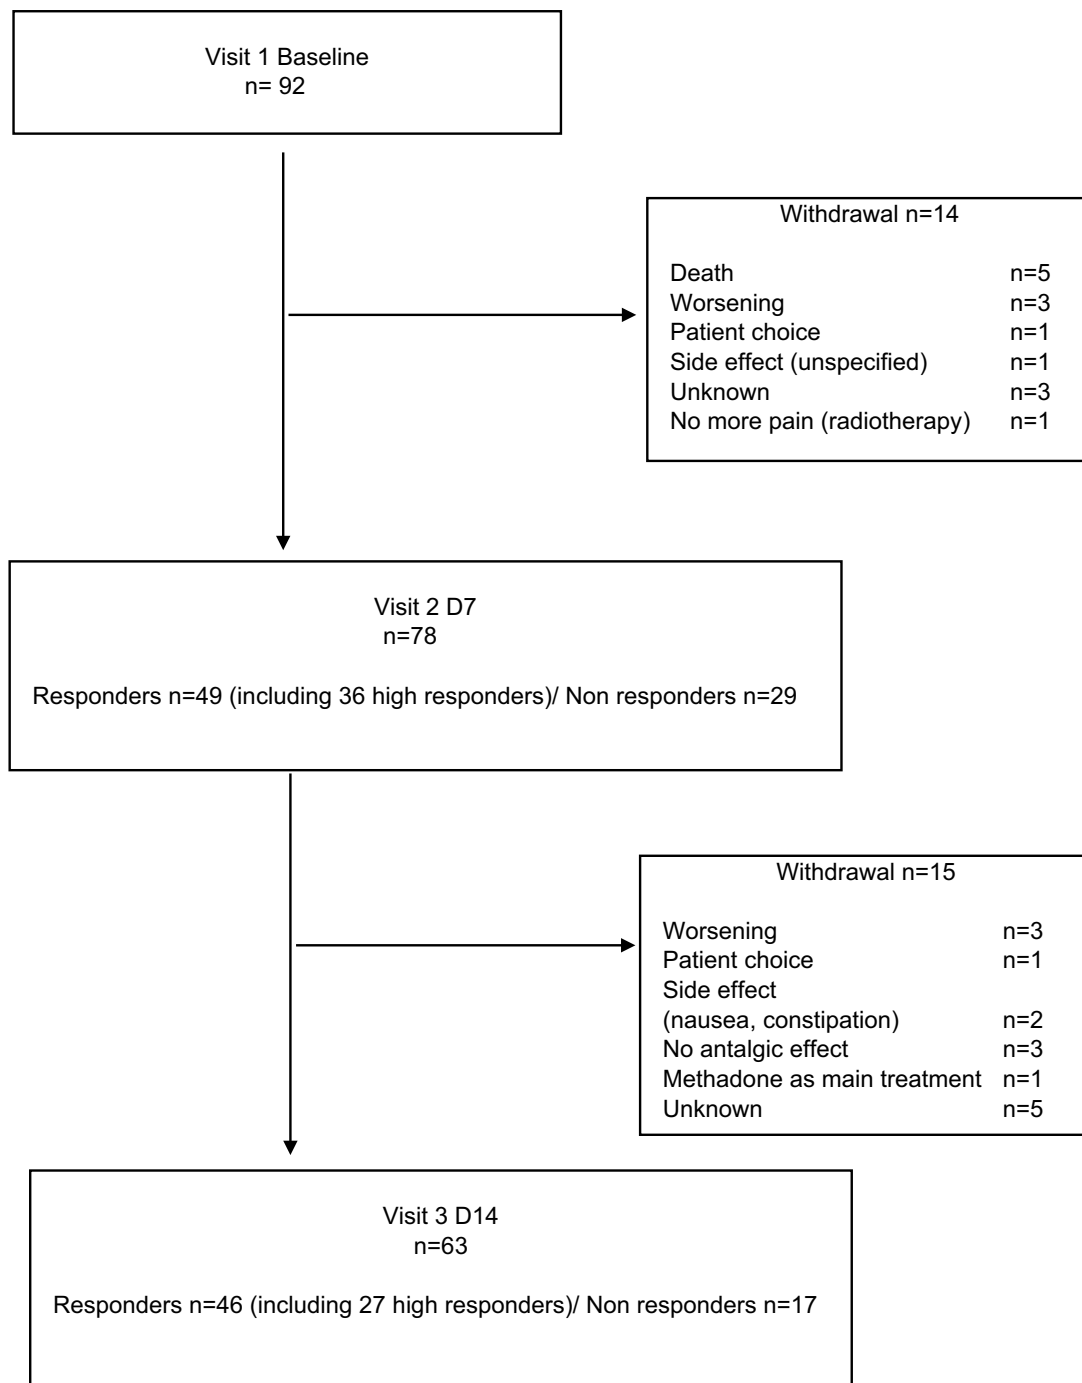 Visit 1 Baseline
n= 92
Withdrawal n=14
Death n=5
Worsening n=3
Patient choice n=1
Side effect (unspecified) n=1
Unknown n=3
No more pain (radiotherapy) n=1
Visit 2 D7
n=78
Responders n=49 (including 36 high responders)/ Non responders n=29
Withdrawal n=15
Worsening n=3
Patient choice n=1
Side effect
(nausea, constipation) n=2
No antalgic effect n=3
Methadone as main treatment n=1
Unknown n=5
Visit 3 D14
n=63
Responders n=46 (including 27 high responders)/ Non responders n=17